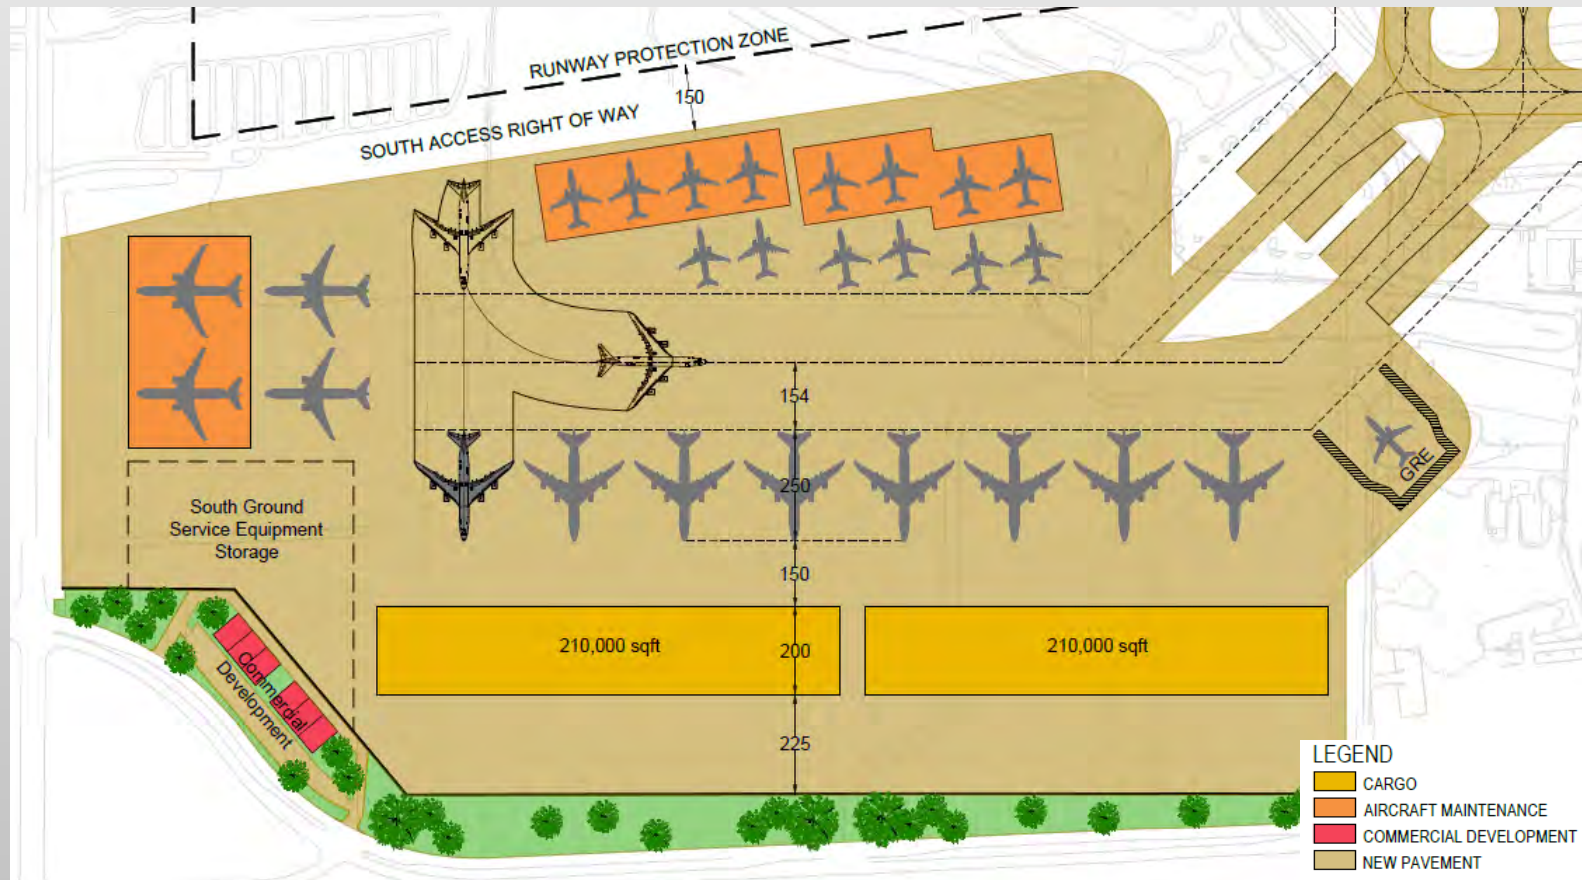 RUNWAY PROTECTION ZONE
150
SOUTH ACCESS RIGHT OF WAY
154
250
GRE
South Ground
Service Equipment
Storage
150
210,000 sqft
200
210,000 sqft
Commercial
Development
225
LEGEND
CARGO
AIRCRAFT MAINTENANCE
COMMERCIAL DEVELOPMENT
NEW PAVEMENT